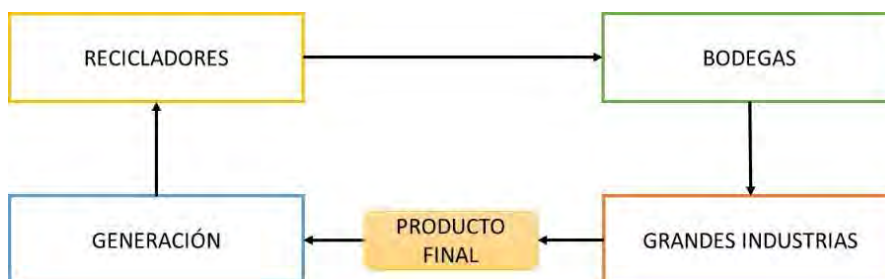 RECICLADORES
BODEGAS
GENERACIÓN
PRODUCTO
FINAL
GRANDES INDUSTRIAS